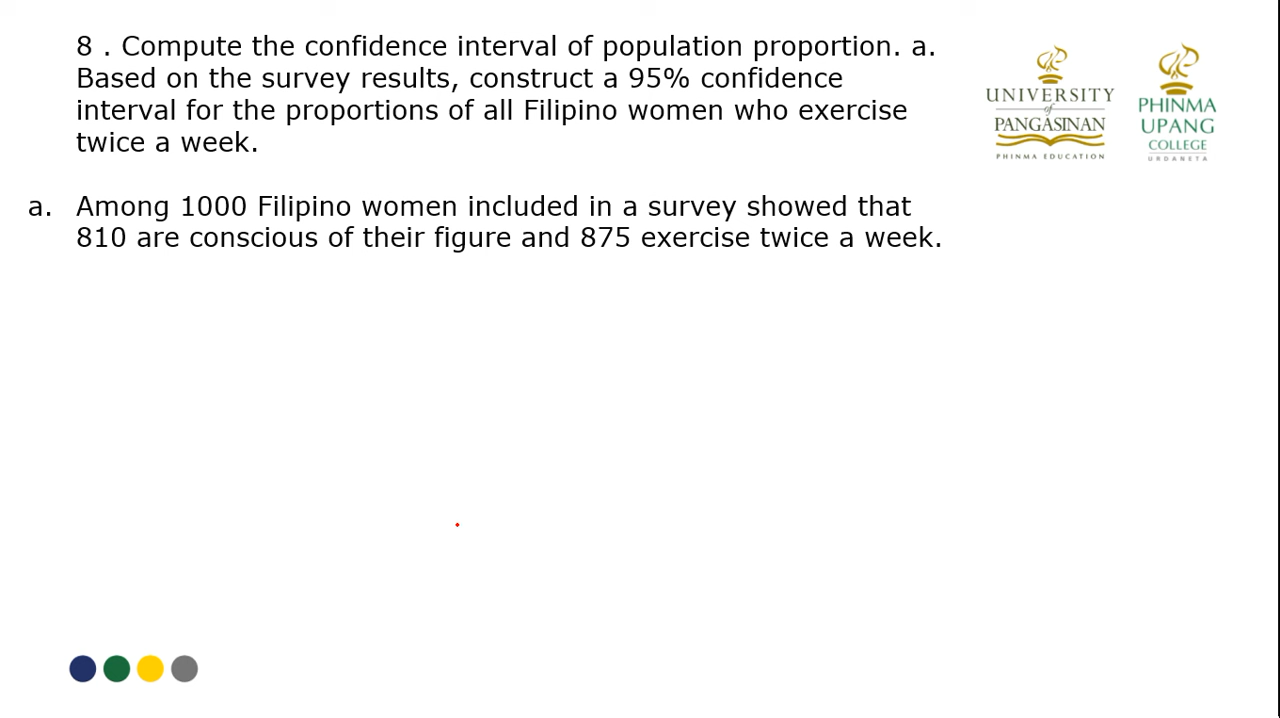 8 . Compute the confidence interval of population proportion. a.
Based on the survey results, construct a 95% confidence
interval for the proportions of all Filipino women who exercise
twice a week.
a. Among 1000 Filipino women included in a survey showed that
810 are conscious of their figure and 875 exercise twice a week.
UNIVERSITY
of
PANGASINAN
PHINMA EDUCATION
PHINMA
UPANG
COLLEGE
URDANETA